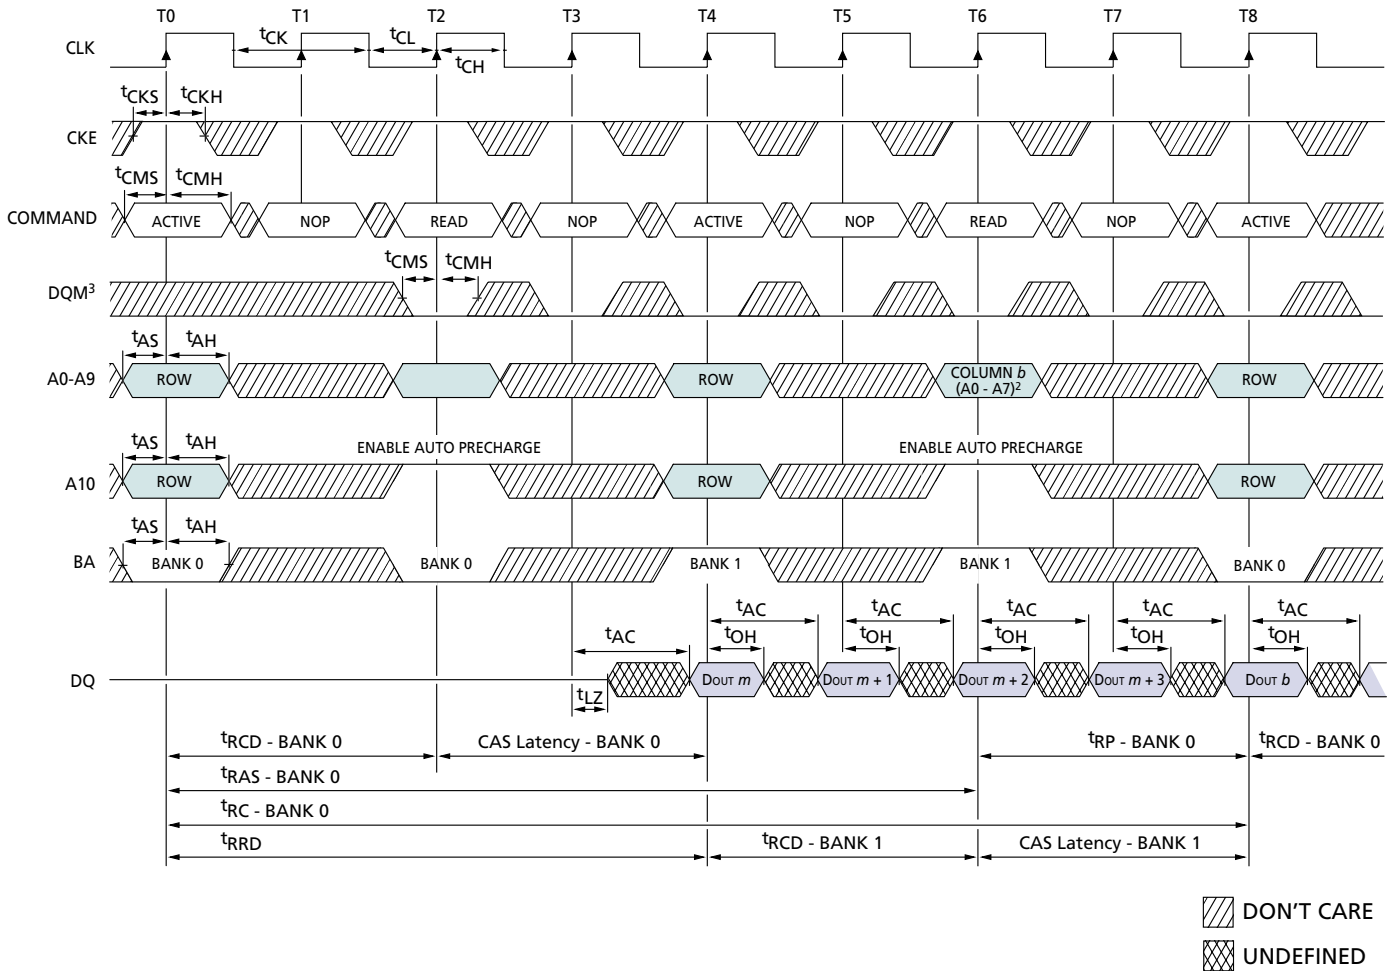 T0 T1 T2 T3 T4 T5 T6 T7 T8
CLK tCK tCL tCH
tCKS tCKH
CKE
tCMS tCMH
COMMAND ACTIVE NOP READ NOP ACTIVE NOP READ NOP ACTIVE
tCMS tCMH
DQM3
tAS tAH
A0-A9 ROW ROW COLUMN b (A0 - A7)2 ROW
tAS tAH ENABLE AUTO PRECHARGE ENABLE AUTO PRECHARGE
A10 ROW ROW ROW
tAS tAH
BA BANK 0 BANK 0 BANK 1 BANK 1 BANK 0
tAC tAC tAC tAC tAC tAC
tOH tOH tOH tOH tOH
DQ DOUT m DOUT m + 1 DOUT m + 2 DOUT m + 3 DOUT b
tLZ
tRCD - BANK 0 CAS Latency - BANK 0 tRP - BANK 0 tRCD - BANK 0
tRAS - BANK 0
tRC - BANK 0
tRRD tRCD - BANK 1 CAS Latency - BANK 1
DON'T CARE
UNDEFINED